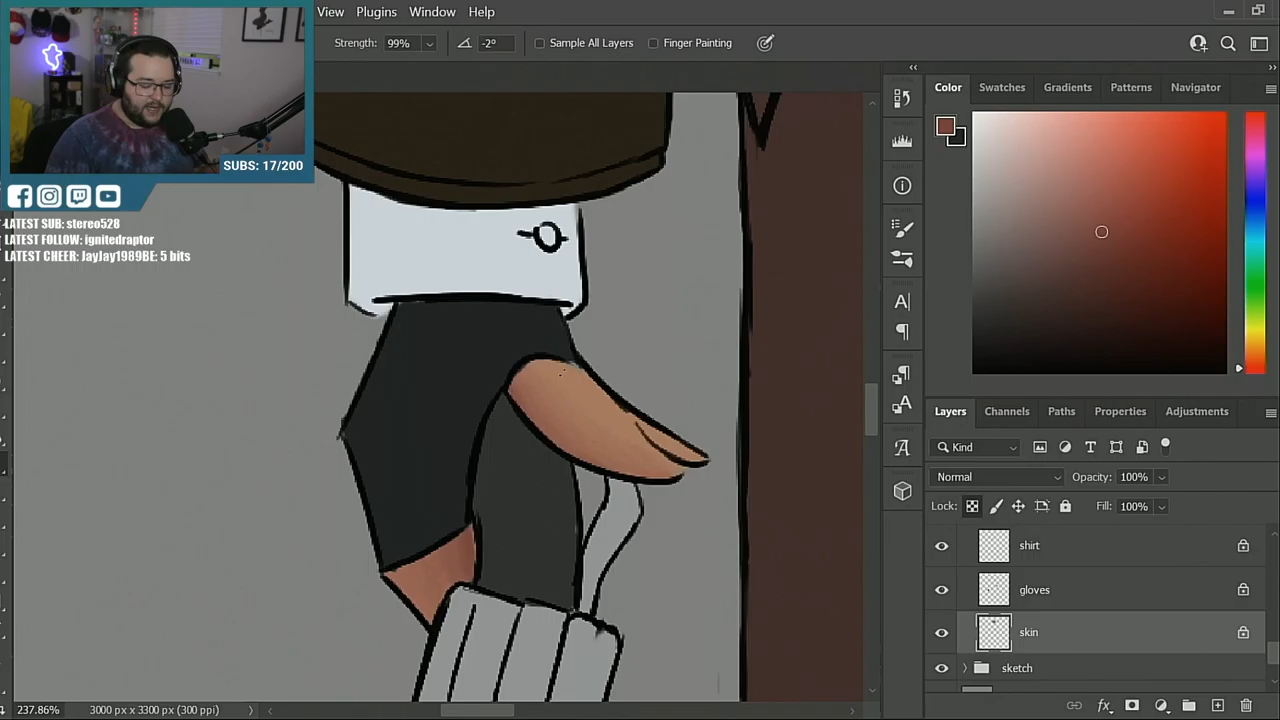 View Plugins Window Help
Strength: 99% -2° Sample All Layers Finger Painting
SUBS: 17/200
LATEST SUB: stereo528
LATEST FOLLOW: ignitedraptor
LATEST CHEER: JayJay1989BE: 5 bits
Color Swatches Gradients Patterns Navigator
Layers Channels Paths Properties Adjustments
Kind
Normal Opacity: 100%
Lock: Fill: 100%
shirt
gloves
skin
sketch
237.86% 3000 px x 3300 px (300 ppi)